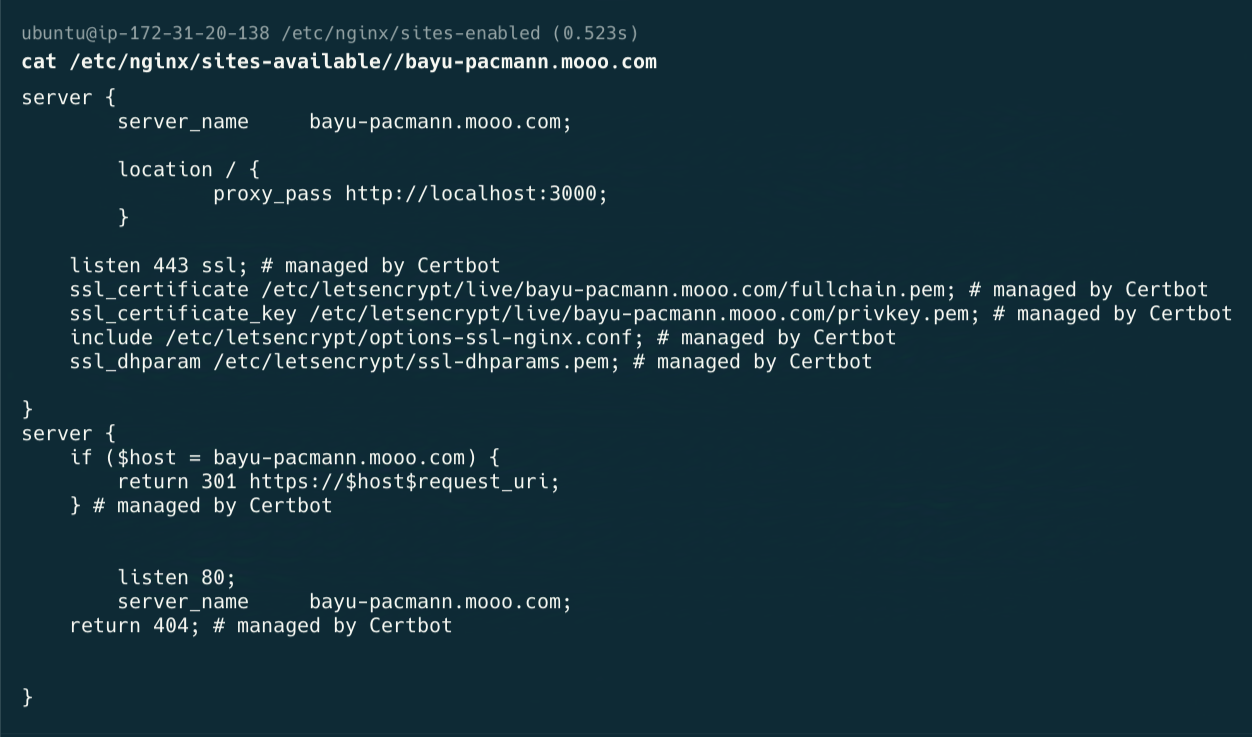 ubuntu@ip-172-31-20-138 /etc/nginx/sites-enabled (0.523s)
cat /etc/nginx/sites-available//bayu-pacmann.mooo.com
server {
        server_name     bayu-pacmann.mooo.com;

        location / {
                proxy_pass http://localhost:3000;
        }

    listen 443 ssl; # managed by Certbot
    ssl_certificate /etc/letsencrypt/live/bayu-pacmann.mooo.com/fullchain.pem; # managed by Certbot
    ssl_certificate_key /etc/letsencrypt/live/bayu-pacmann.mooo.com/privkey.pem; # managed by Certbot
    include /etc/letsencrypt/options-ssl-nginx.conf; # managed by Certbot
    ssl_dhparam /etc/letsencrypt/ssl-dhparams.pem; # managed by Certbot

}
server {
    if ($host = bayu-pacmann.mooo.com) {
        return 301 https://$host$request_uri;
    } # managed by Certbot


        listen 80;
        server_name     bayu-pacmann.mooo.com;
    return 404; # managed by Certbot


}